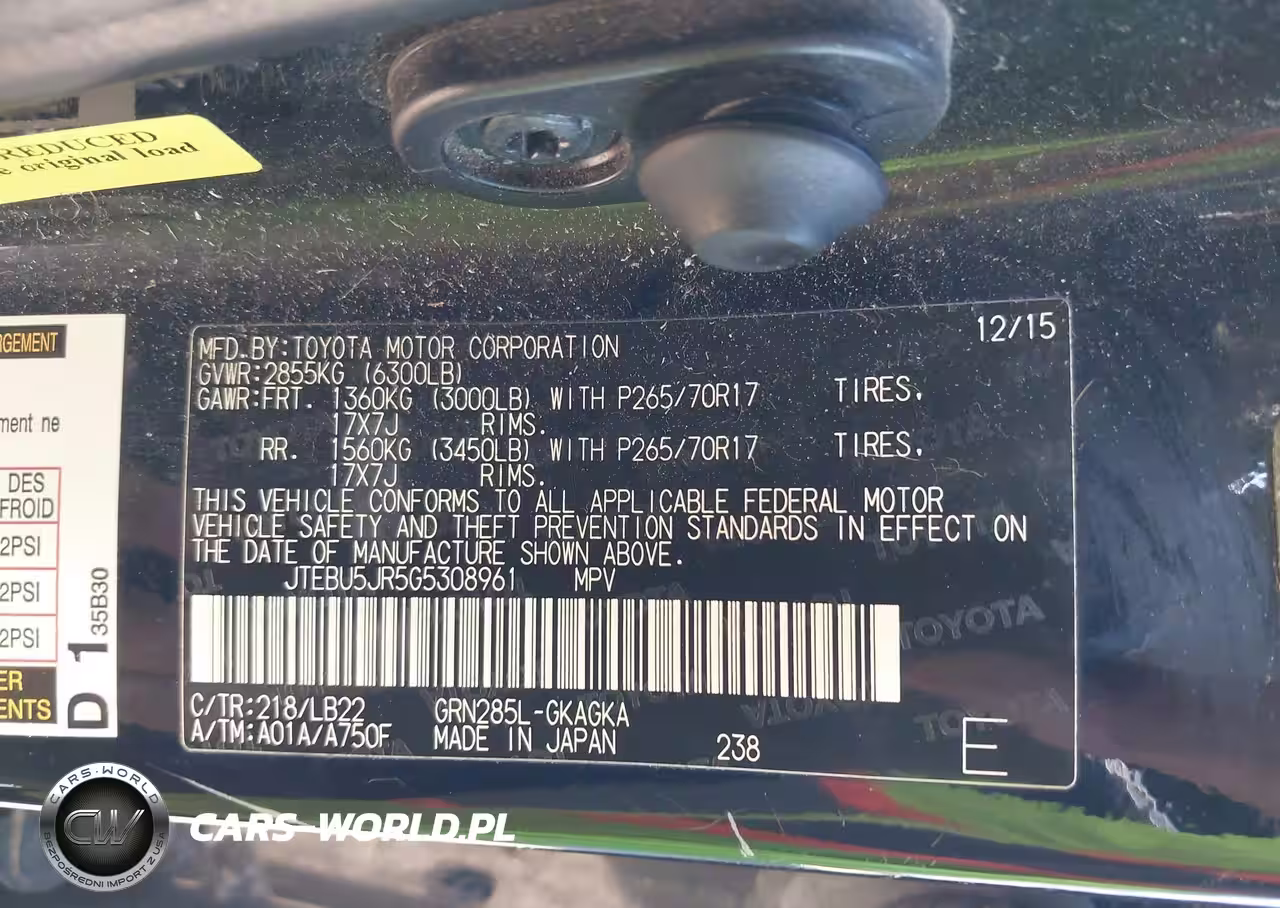 REDUCED
original load
RGEMENT
ment ne
DES
FROID
2PSI
2PSI
2PSI
ER
ENTS
D 1
35B30
12/15
MFD.BY:TOYOTA MOTOR CORPORATION
GVWR:2855KG (6300LB)
GAWR:FRT. 1360KG (3000LB) WITH P265/70R17 TIRES.
17X7J RIMS.
RR. 1560KG (3450LB) WITH P265/70R17 TIRES.
17X7J RIMS.
THIS VEHICLE CONFORMS TO ALL APPLICABLE FEDERAL MOTOR
VEHICLE SAFETY AND THEFT PREVENTION STANDARDS IN EFFECT ON
THE DATE OF MANUFACTURE SHOWN ABOVE.
JTEBU5JR5G5308961 MPV
TOYOTA
C/TR:218/LB22 GRN285L-GKAGKA
A/TM:A01A/A750F MADE IN JAPAN 238 E
CARS-WORLD
CW
BEZPOŚREDNI IMPORT Z USA
CARS-WORLD.PL